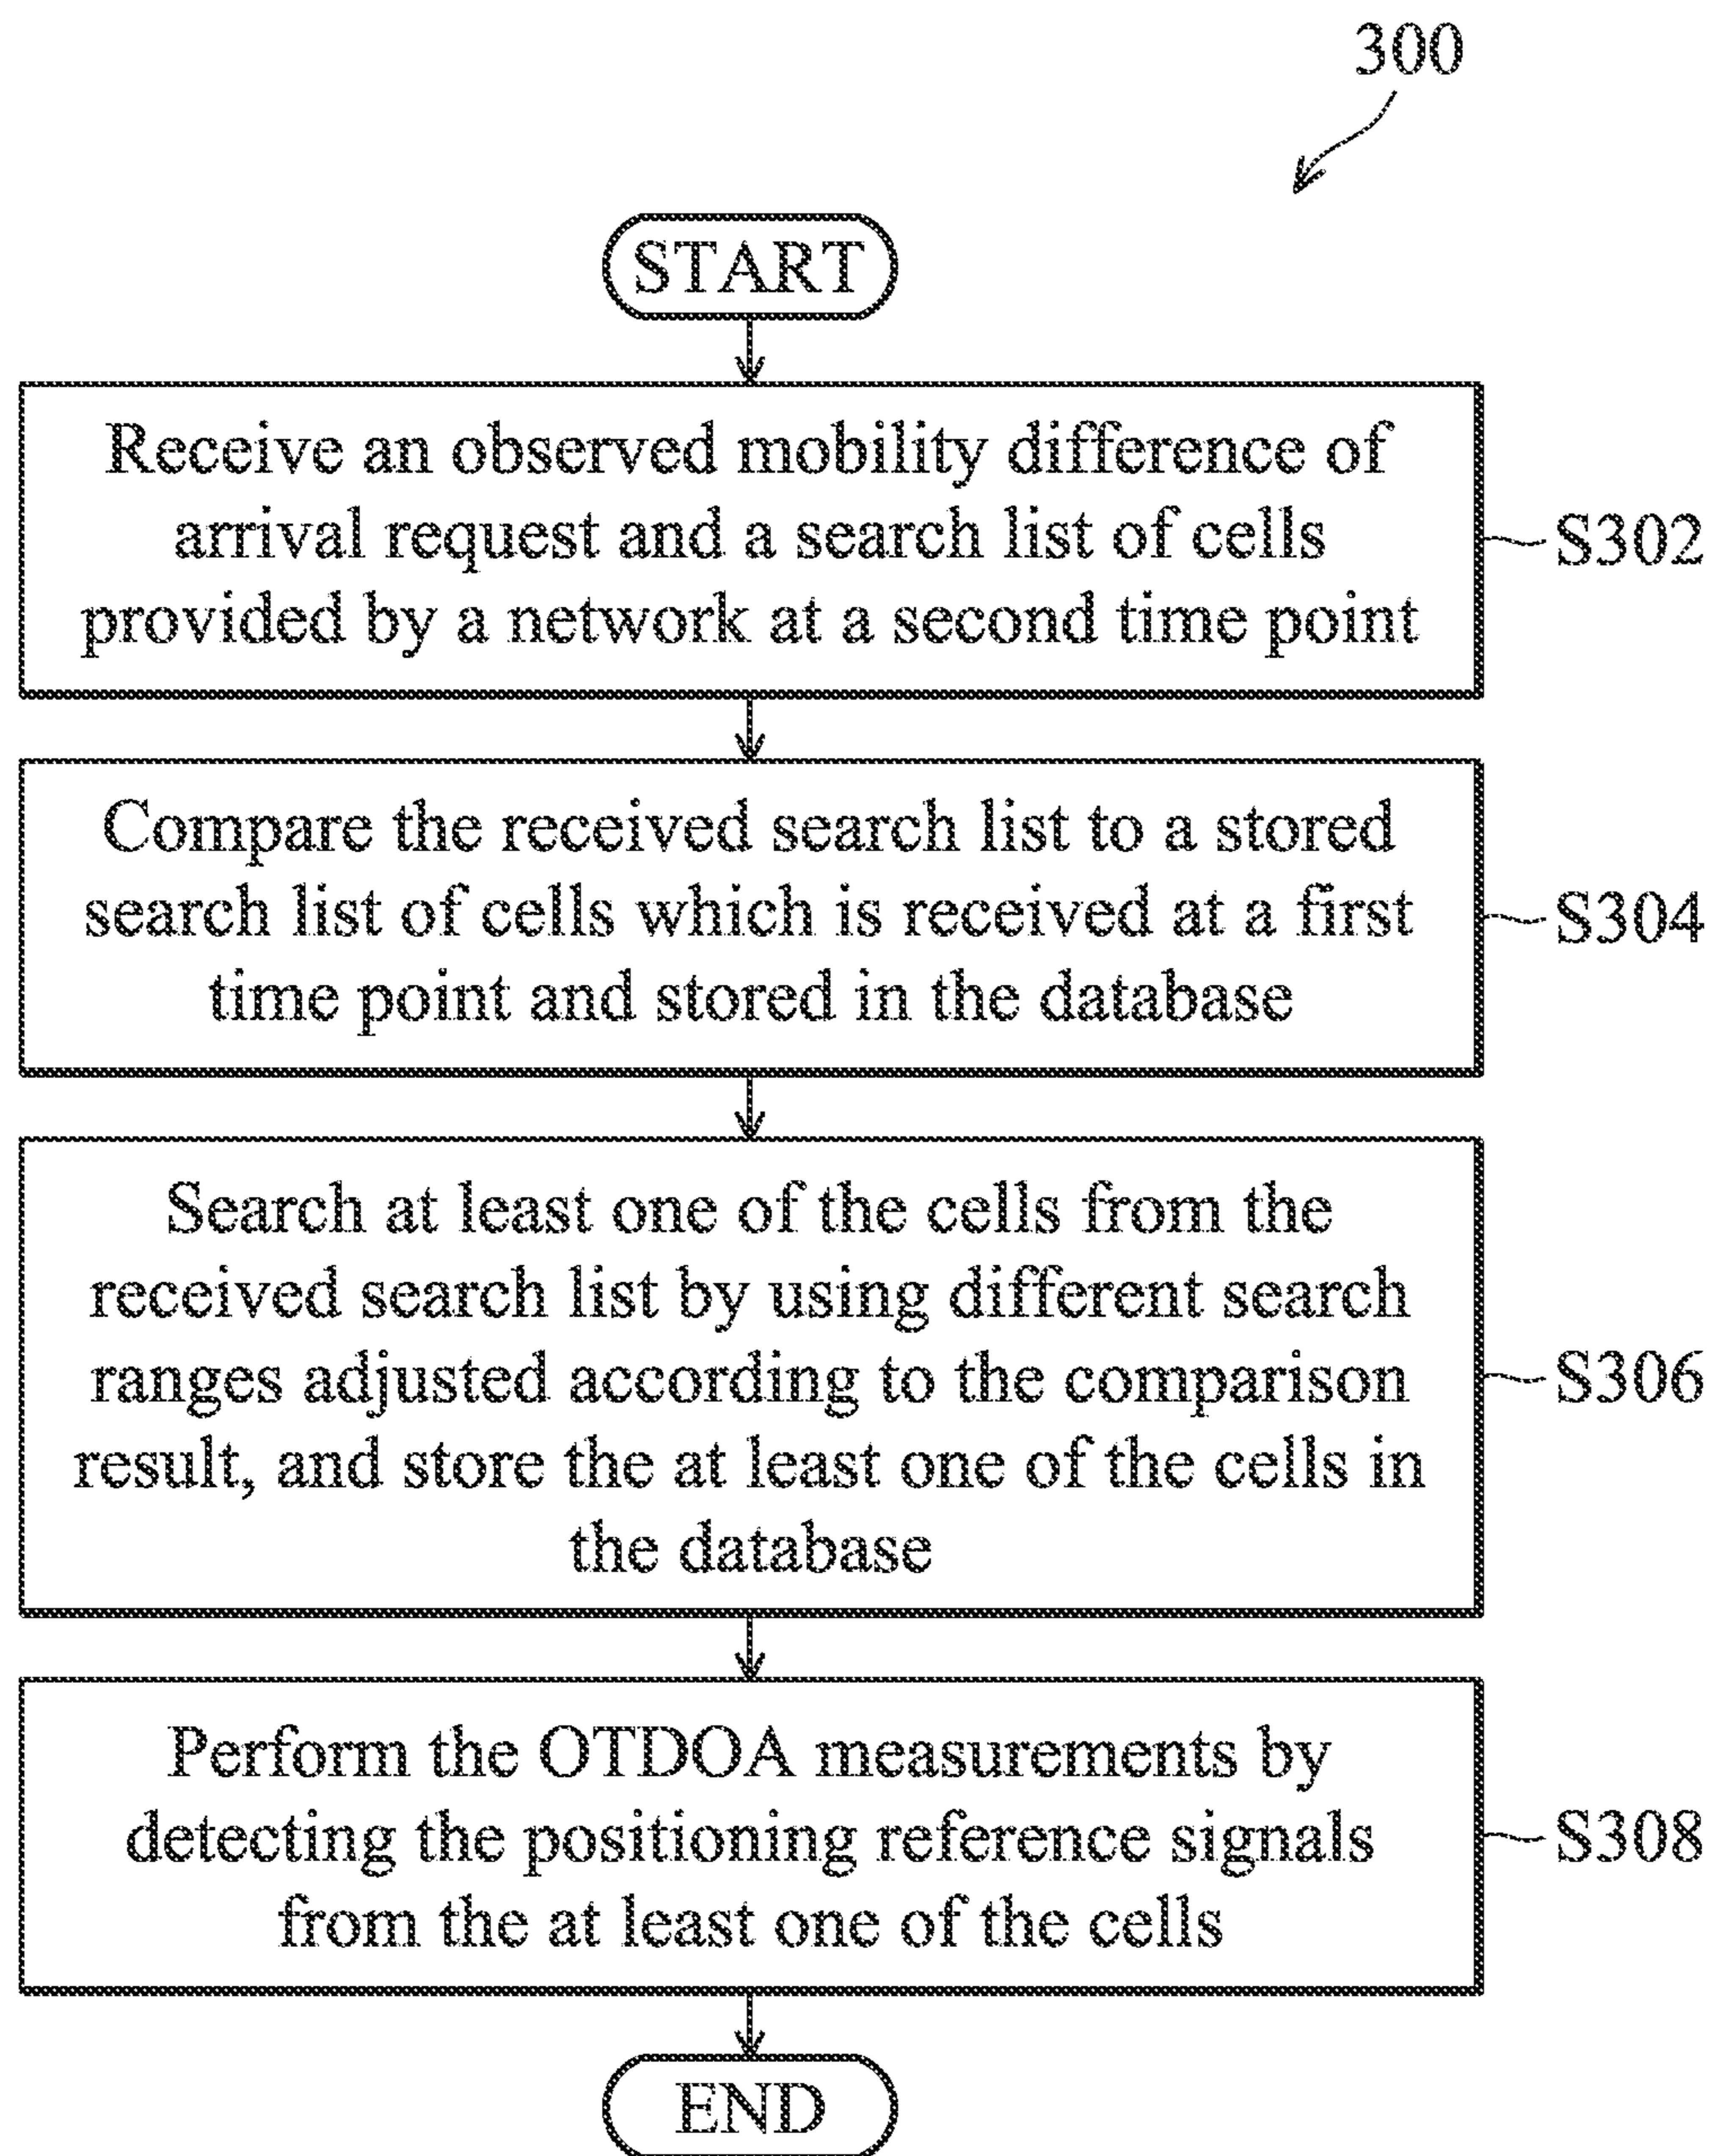 300
START
Receive an observed mobility difference of
arrival request and a search list of cells
provided by a network at a second time point
S302
Compare the received search list to a stored
search list of cells which is received at a first
time point and stored in the database
S304
Search at least one of the cells from the
received search list by using different search
ranges adjusted according to the comparison
result, and store the at least one of the cells in
the database
S306
Perform the OTDOA measurements by
detecting the positioning reference signals
from the at least one of the cells
S308
END